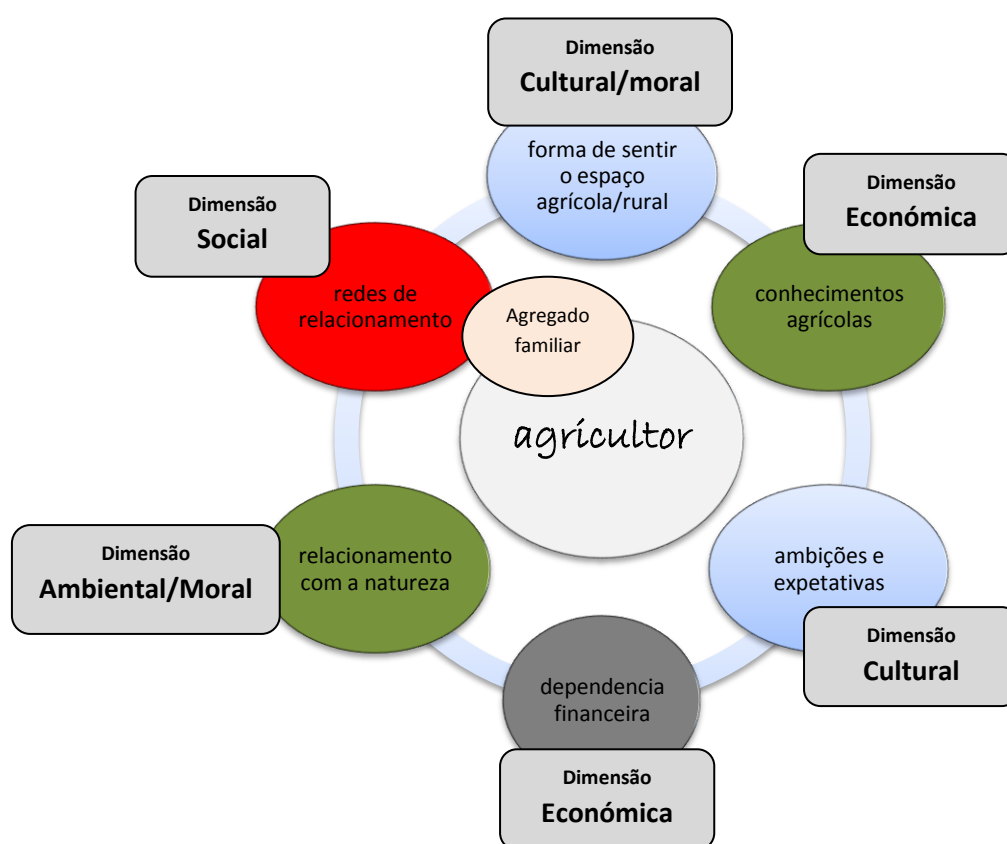 Dimensão
Cultural/moral
forma de sentir
o espaço
agrícola/rural
Dimensão
Económica
conhecimentos
agrícolas
Dimensão
Social
redes de
relacionamento
Agregado
familiar
agricultor
Dimensão
Ambiental/Moral
relacionamento
com a natureza
ambições e
expetativas
Dimensão
Cultural
dependencia
financeira
Dimensão
Económica